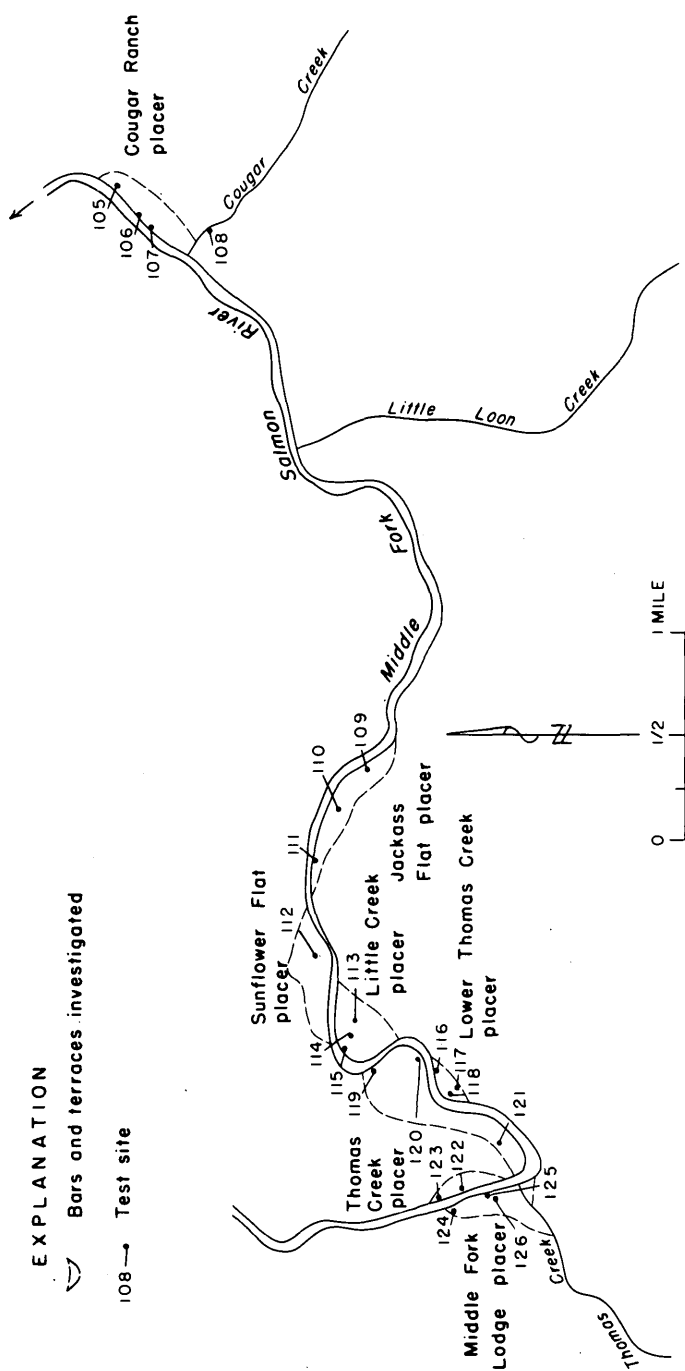 EXPLANATION
Bars and terraces investigated
108 Test site
Cougar Ranch
placer
105
106
107
108
Cougar
Creek
River
Salmon
Fork
Middle
Little
Loon
Creek
Sunflower Flat
placer
112
111
110
109
Jackass
Flat placer
113
Little Creek
placer
114
115
119
116
117
118
Lower Thomas Creek
placer
120
121
Thomas
Creek
placer
123
122
124
125
126
Middle Fork
Lodge placer
Creek
Thomas
N
0
1/2
1 MILE